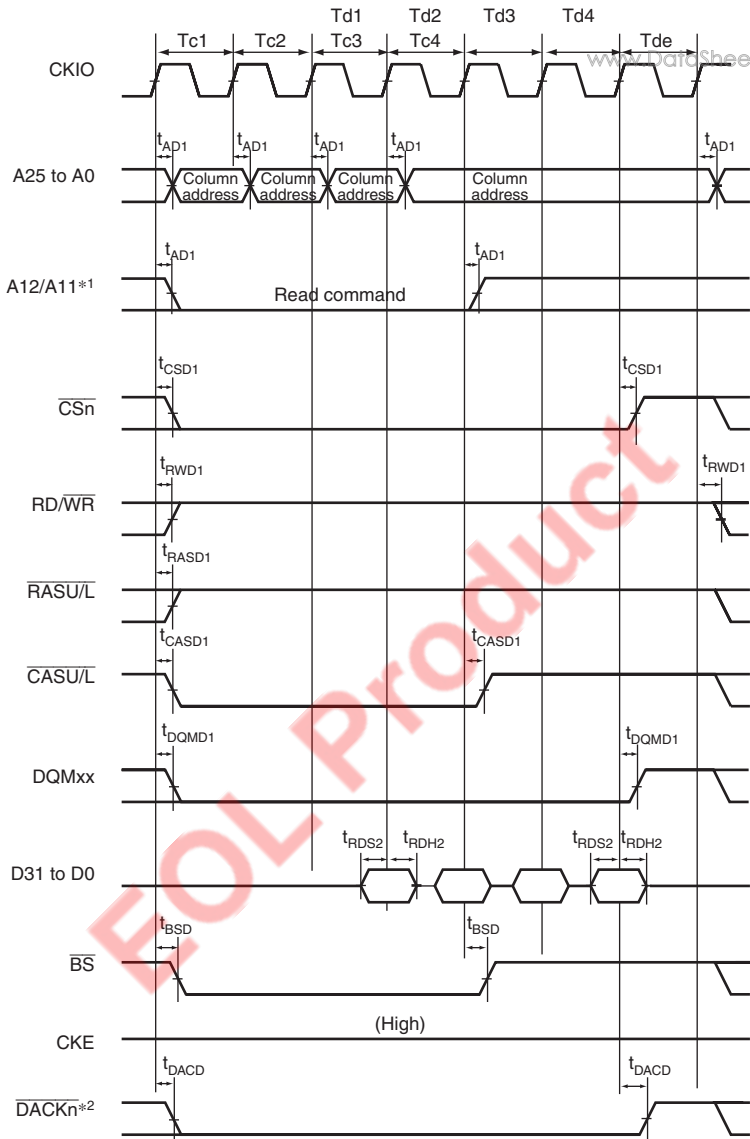 Td1 Td2 Td3 Td4
Tc1 Tc2 Tc3 Tc4 Tde
www.DataShee
CKIO
tAD1 tAD1 tAD1 tAD1 tAD1
A25 to A0
Column address Column address Column address Column address
tAD1 tAD1
A12/A11*1
Read command
tCSD1 tCSD1
CSn
tRWD1 tRWD1
RD/WR
tRASD1
RASU/L
tCASD1 tCASD1
CASU/L
tDQMD1 tDQMD1
DQMxx
tRDS2 tRDH2 tRDS2 tRDH2
D31 to D0
tBSD tBSD
BS
(High)
CKE
tDACD tDACD
DACKn*2
EOL Product